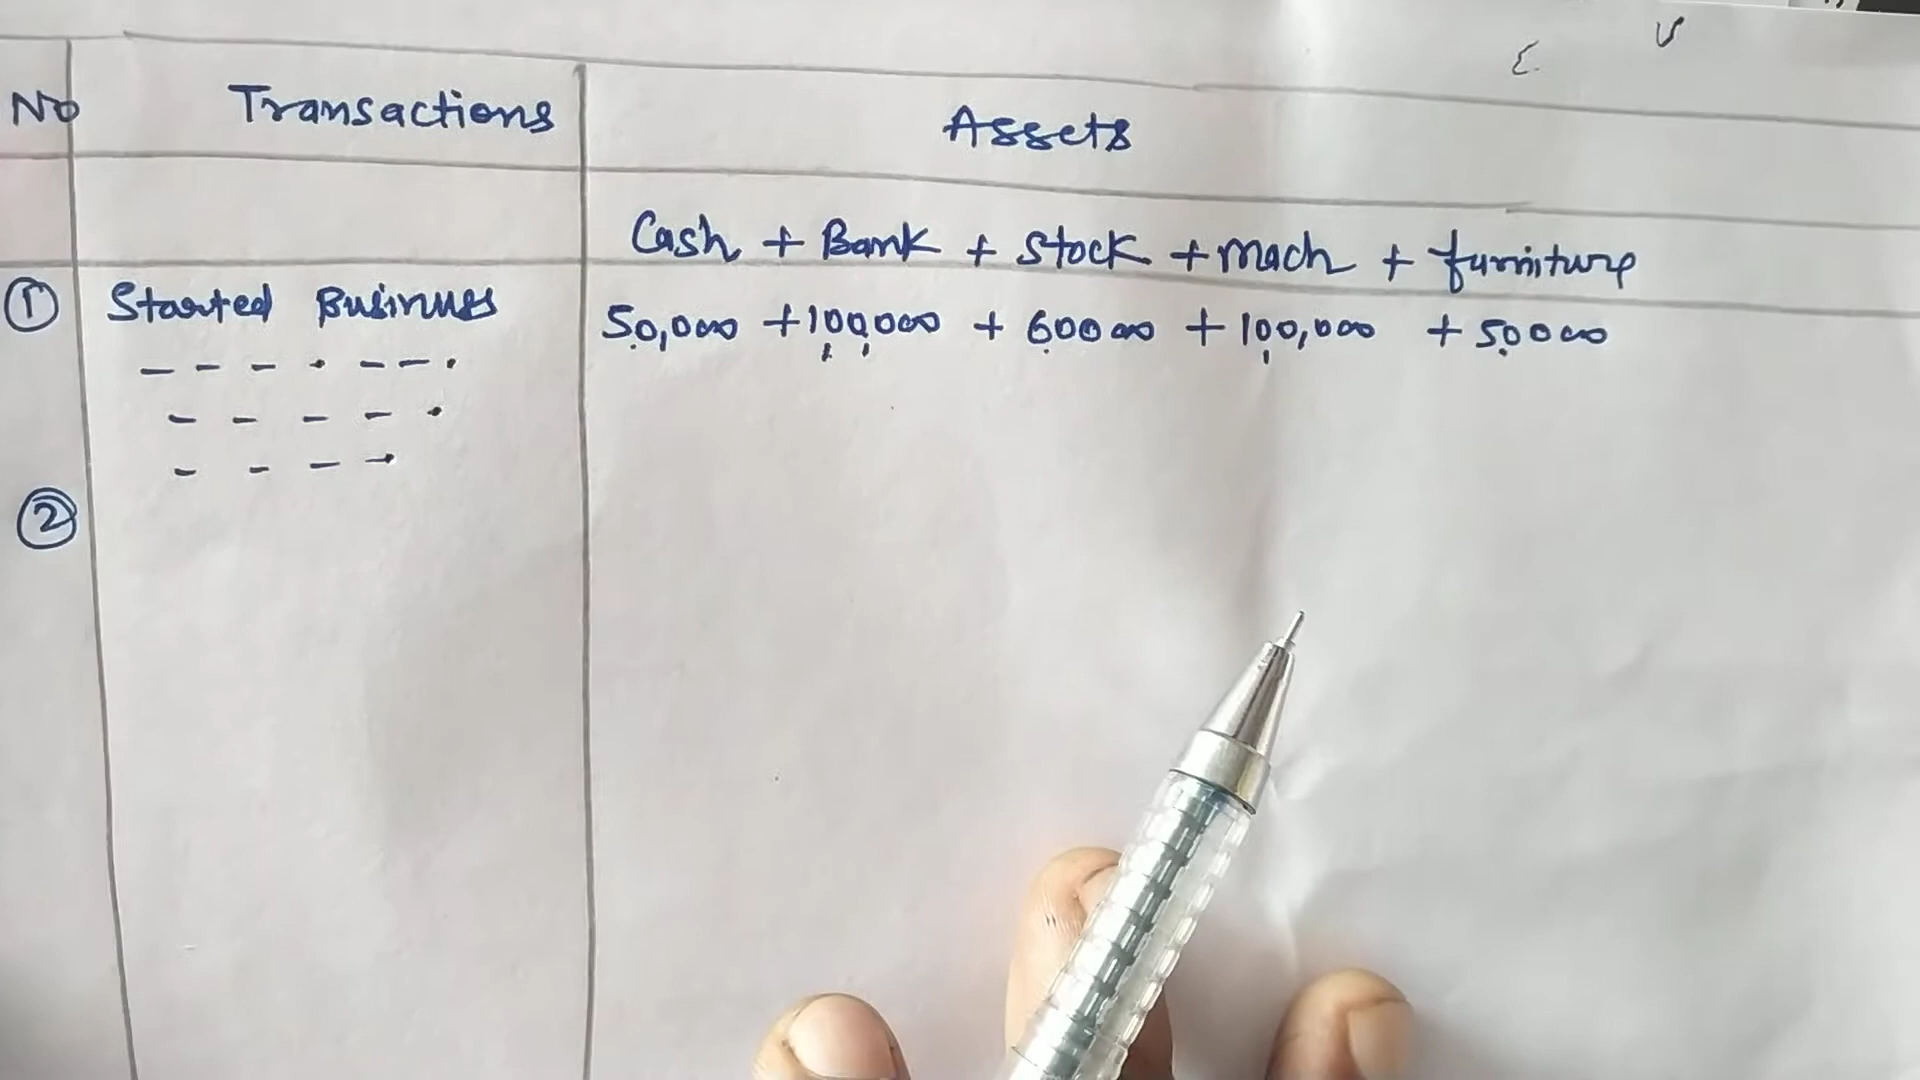 No Transactions Assets
Cash + Bank + Stock + mach + furniture
① Started Business 50,000 + 100,000 + 60000 + 100,000 + 50000
- - - - - - -
- - - - -
- - - -
②